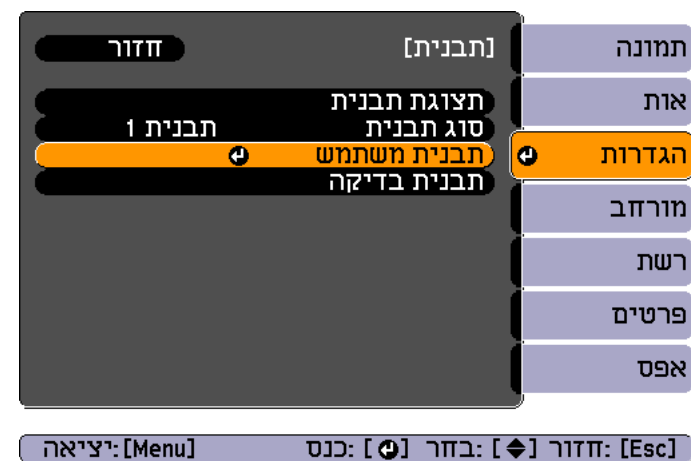 [תבנית] חזור
תצוגת תבנית
סוג תבנית תבנית 1
תבנית משתמש
תבנית בדיקה
תמונה
אות
הגדרות
מורחב
רשת
פרטים
אפס
[Esc] :חזור [ ] :בחר [ ] :כנס [Menu] :יציאה